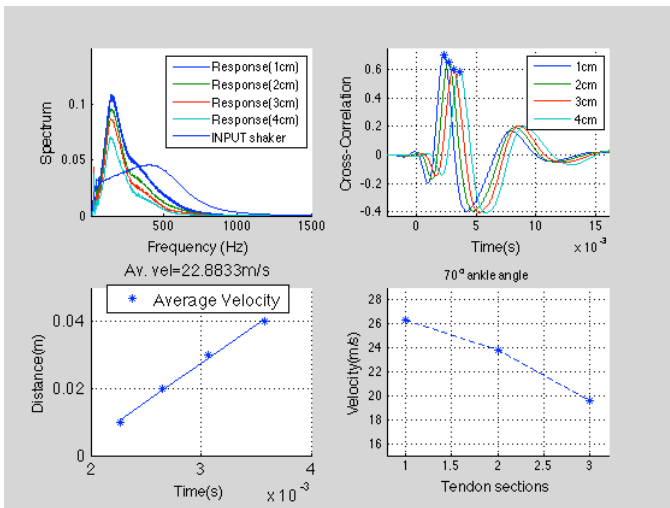 Response(1cm)
Response(2cm)
Response(3cm)
Response(4cm)
INPUT shaker
Spectrum
0.1
0.05
0
0
500
1000
1500
Frequency (Hz)
1cm
2cm
3cm
4cm
Cross-Correlation
0.6
0.4
0.2
0
-0.2
-0.4
0
5
10
15
Time(s)
x 10⁻³
Av. vel=22.8833m/s
Average Velocity
Distance(m)
0.04
0.02
0
2
3
4
Time(s)
x 10⁻³
70° ankle angle
Velocity(m/s)
28
26
24
22
20
18
16
1
1.5
2
2.5
3
Tendon sections